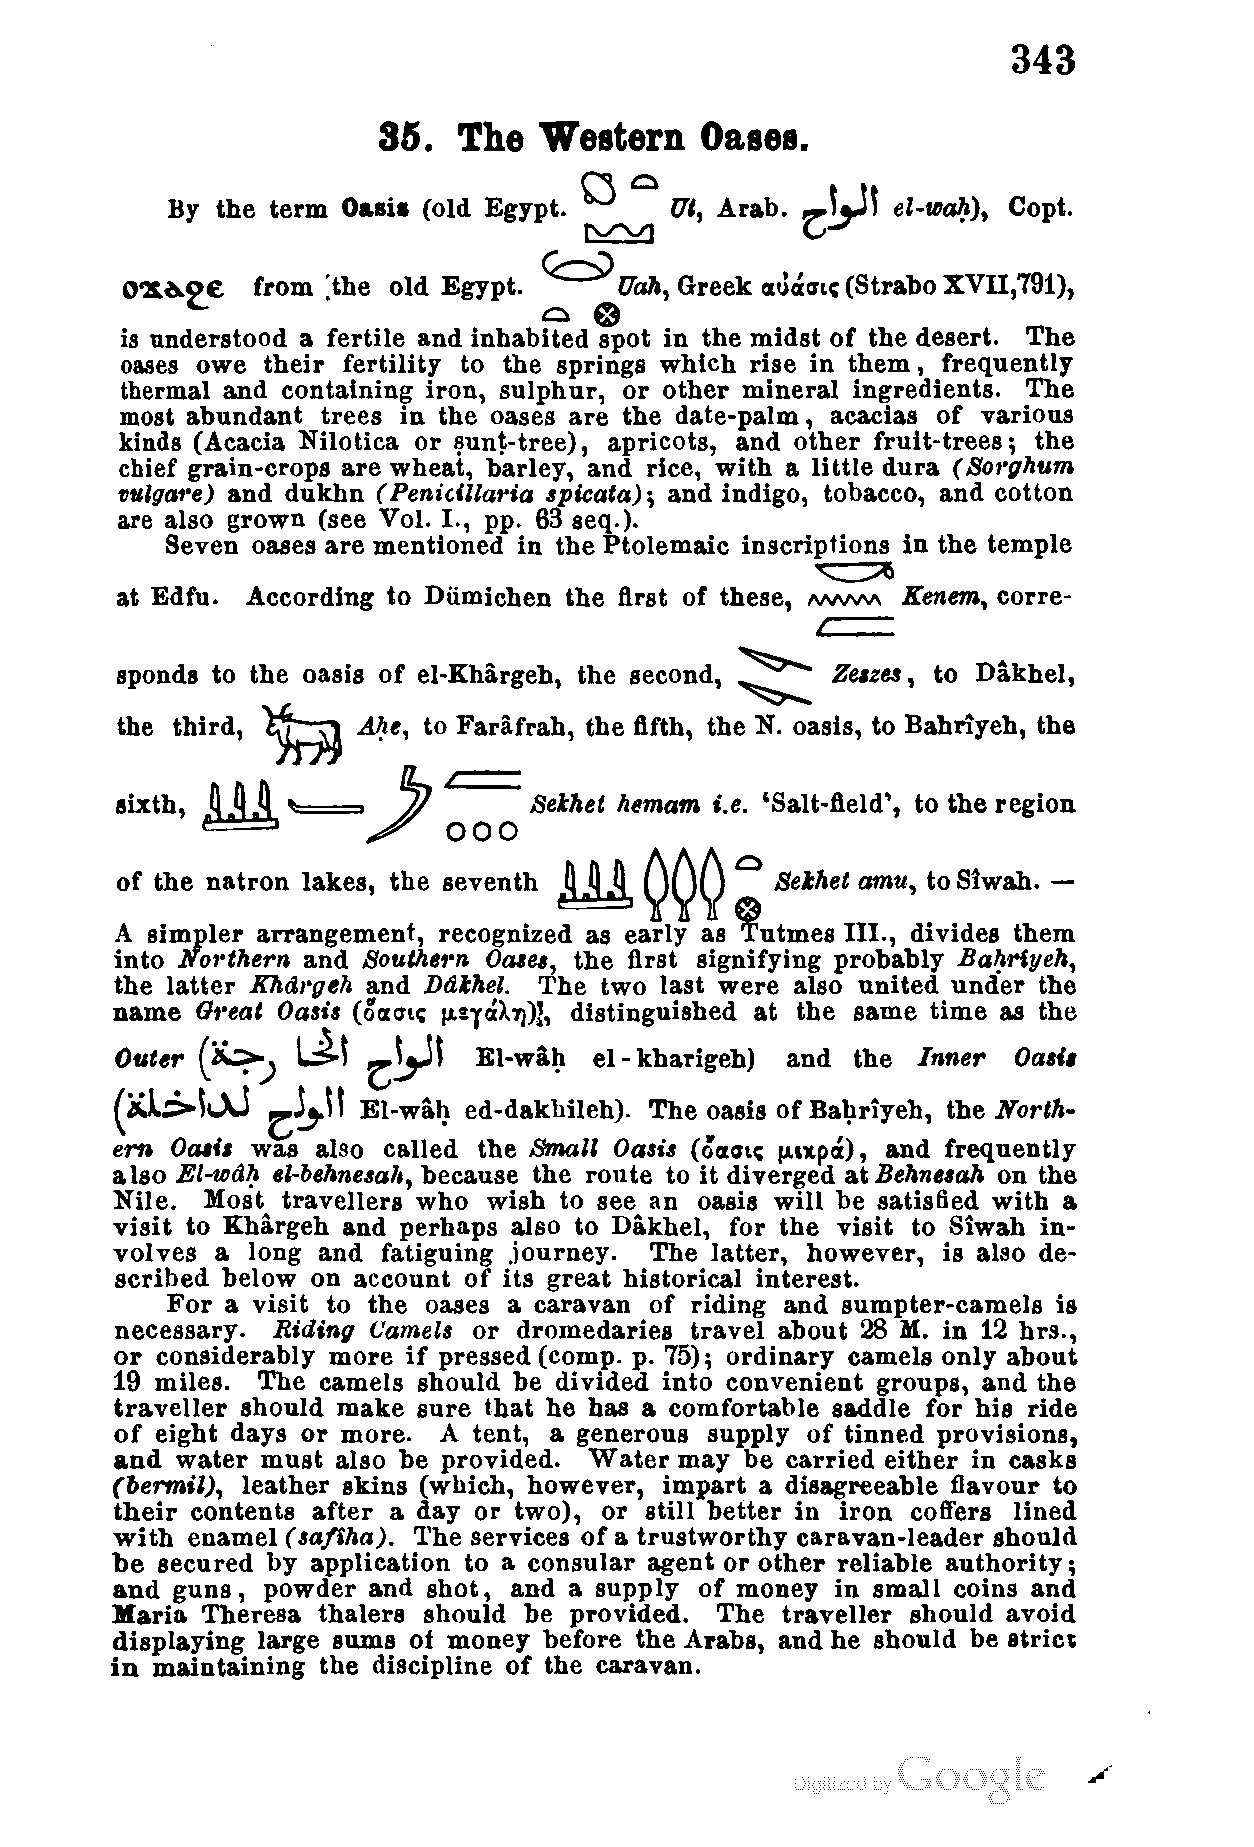 343
35. The Western Oases.
By the term Oasis (old Egypt. Ut, Arab. الواح el-waḥ), Copt.
from the old Egypt. Uah, Greek αὐάσις (Strabo XVII,791),
is understood a fertile and inhabited spot in the midst of the desert. The
oases owe their fertility to the springs which rise in them, frequently
thermal and containing iron, sulphur, or other mineral ingredients. The
most abundant trees in the oases are the date-palm, acacias of various
kinds (Acacia Nilotica or ṣunṭ-tree), apricots, and other fruit-trees; the
chief grain-crops are wheat, barley, and rice, with a little dura (Sorghum
vulgare) and dukhn (Penicillaria spicata); and indigo, tobacco, and cotton
are also grown (see Vol. I., pp. 63 seq.).
Seven oases are mentioned in the Ptolemaic inscriptions in the temple
at Edfu. According to Dümichen the first of these, Kenem, corre-
sponds to the oasis of el-Khârgeh, the second, Zeszes, to Dâkhel,
the third, Aḥe, to Farâfrah, the fifth, the N. oasis, to Bahrîyeh, the
sixth, Sekhet hemam i.e. ‘Salt-field’, to the region
of the natron lakes, the seventh Sekhet amu, to Sîwah. —
A simpler arrangement, recognized as early as Tutmes III., divides them
into Northern and Southern Oases, the first signifying probably Baḥrîyeh,
the latter Khârgeh and Dâkhel. The two last were also united under the
name Great Oasis (ὄασις μεγάλη), distinguished at the same time as the
Outer (الواح الخارجة El-wâḥ el-kharigeh) and the Inner Oasis
(الواح الداخلة El-wâḥ ed-dakhileh). The oasis of Baḥrîyeh, the North-
ern Oasis was also called the Small Oasis (ὄασις μικρά), and frequently
also El-wâḥ el-behnesah, because the route to it diverged at Behnesah on the
Nile. Most travellers who wish to see an oasis will be satisfied with a
visit to Khârgeh and perhaps also to Dâkhel, for the visit to Sîwah in-
volves a long and fatiguing journey. The latter, however, is also de-
scribed below on account of its great historical interest.
For a visit to the oases a caravan of riding and sumpter-camels is
necessary. Riding Camels or dromedaries travel about 28 M. in 12 hrs.,
or considerably more if pressed (comp. p. 75); ordinary camels only about
19 miles. The camels should be divided into convenient groups, and the
traveller should make sure that he has a comfortable saddle for his ride
of eight days or more. A tent, a generous supply of tinned provisions,
and water must also be provided. Water may be carried either in casks
(bermil), leather skins (which, however, impart a disagreeable flavour to
their contents after a day or two), or still better in iron coffers lined
with enamel (safîha). The services of a trustworthy caravan-leader should
be secured by application to a consular agent or other reliable authority;
and guns, powder and shot, and a supply of money in small coins and
Maria Theresa thalers should be provided. The traveller should avoid
displaying large sums of money before the Arabs, and he should be strict
in maintaining the discipline of the caravan.
Digitized by Google